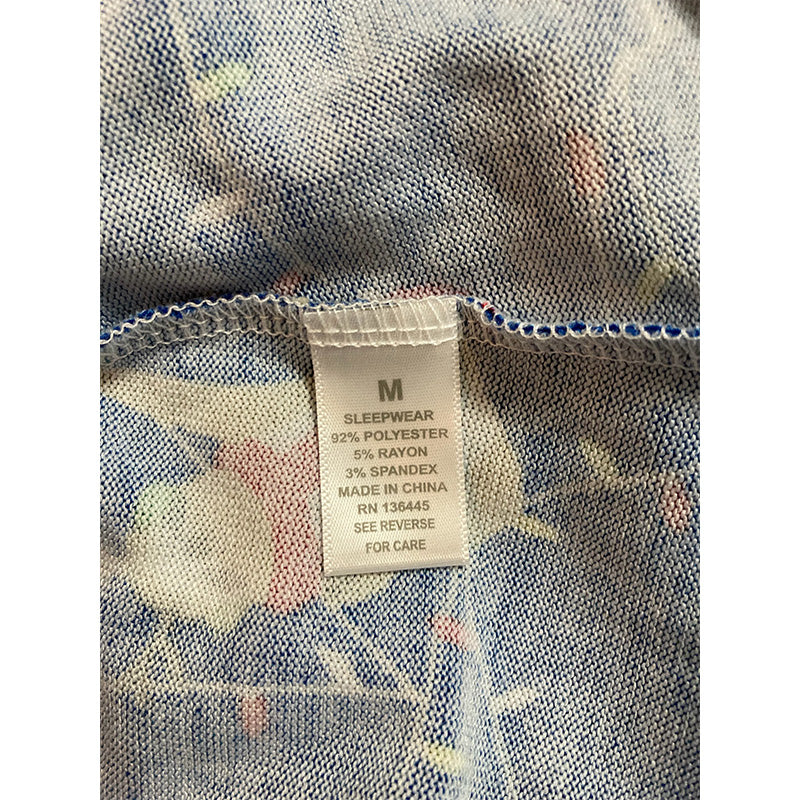 M
SLEEPWEAR
92% POLYESTER
5% RAYON
3% SPANDEX
MADE IN CHINA
RN 136445
SEE REVERSE
FOR CARE